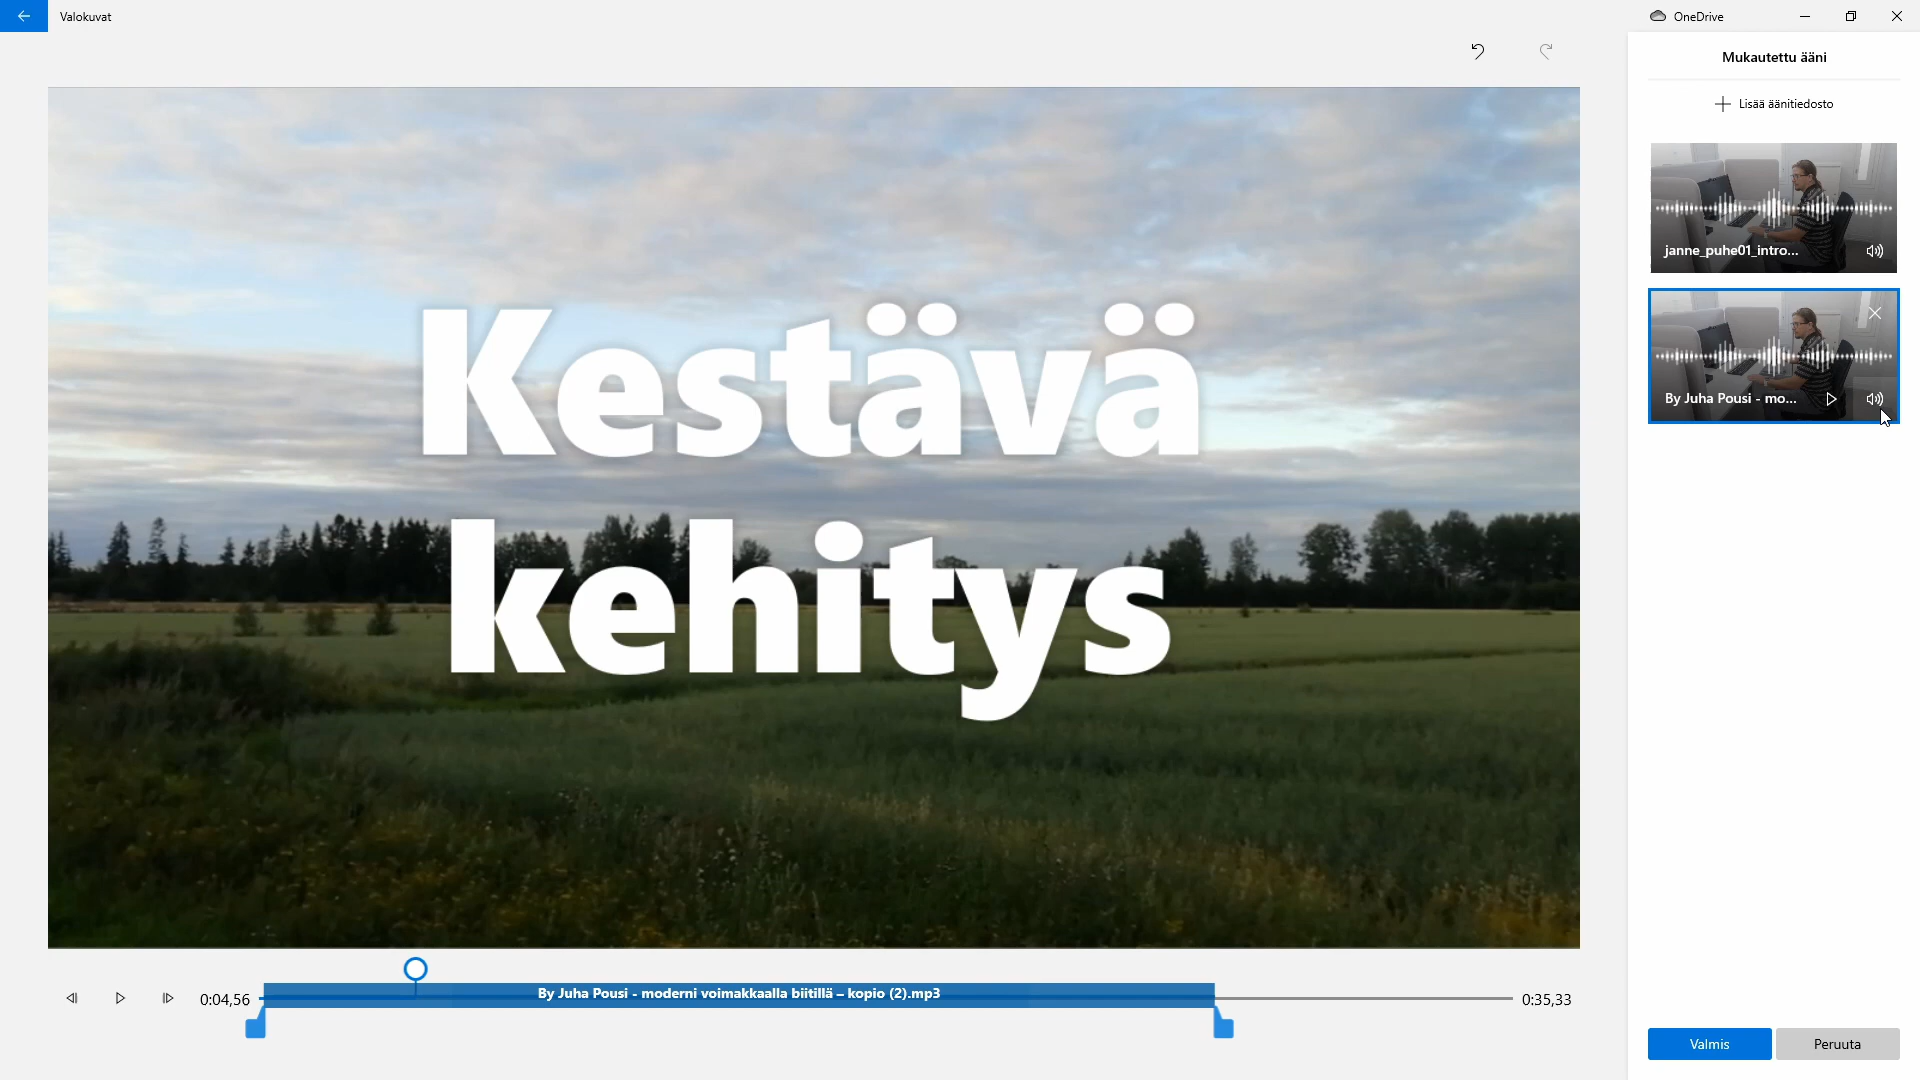 Valokuvat
OneDrive
Mukautettu ääni
Lisää äänitiedosto
janne_puhe01_intro...
By Juha Pousi - mo...
Kestävä
kehitys
0:04,56
By Juha Pousi - moderni voimakkaalla biitillä – kopio (2).mp3
0:35,33
Valmis
Peruuta